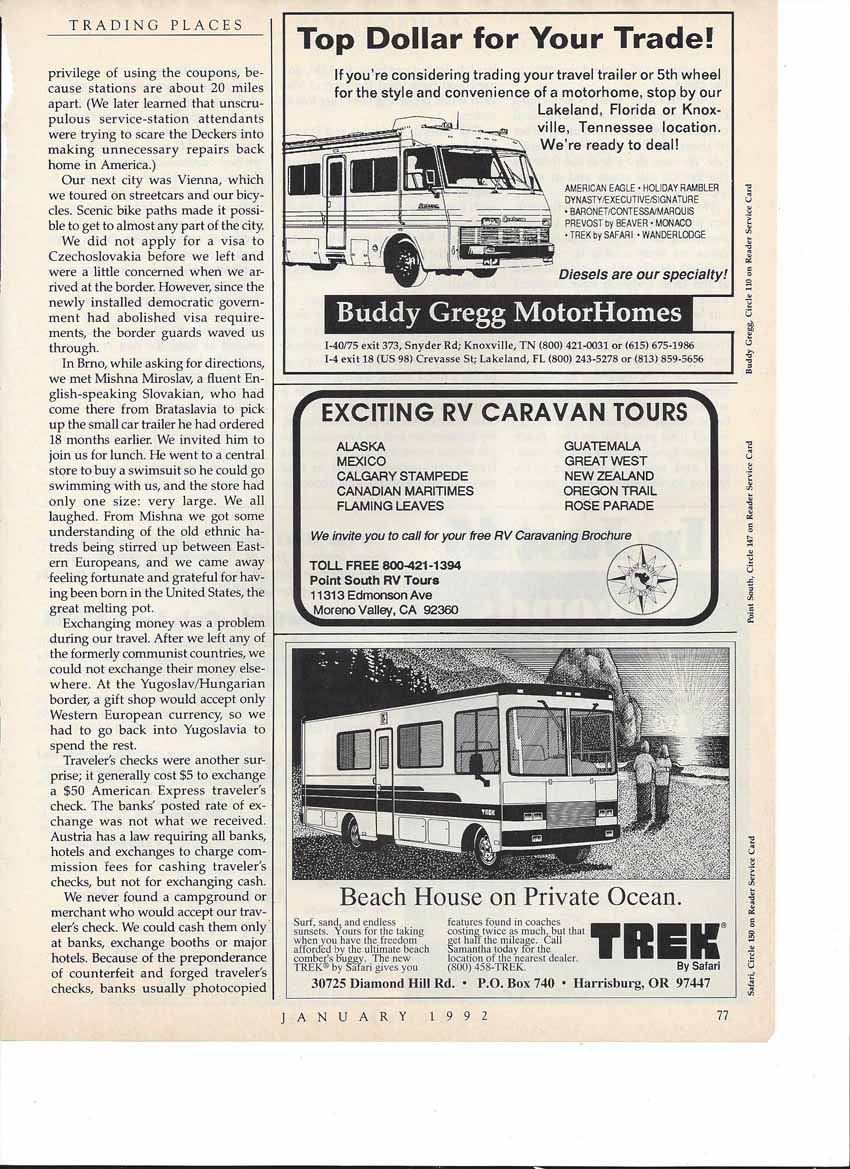 TRADING PLACES
privilege of using the coupons, be-
cause stations are about 20 miles
apart. (We later learned that unscru-
pulous service-station attendants
were trying to scare the Deckers into
making unnecessary repairs back
home in America.)
Our next city was Vienna, which
we toured on streetcars and our bicy-
cles. Scenic bike paths made it possi-
ble to get to almost any part of the city.
We did not apply for a visa to
Czechoslovakia before we left and
were a little concerned when we ar-
rived at the border. However, since the
newly installed democratic govern-
ment had abolished visa require-
ments, the border guards waved us
through.
In Brno, while asking for directions,
we met Mishna Miroslav, a fluent En-
glish-speaking Slovakian, who had
come there from Brataslavia to pick
up the small car trailer he had ordered
18 months earlier. We invited him to
join us for lunch. He went to a central
store to buy a swimsuit so he could go
swimming with us, and the store had
only one size: very large. We all
laughed. From Mishna we got some
understanding of the old ethnic ha-
treds being stirred up between East-
ern Europeans, and we came away
feeling fortunate and grateful for hav-
ing been born in the United States, the
great melting pot.
Exchanging money was a problem
during our travel. After we left any of
the formerly communist countries, we
could not exchange their money else-
where. At the Yugoslav/Hungarian
border, a gift shop would accept only
Western European currency, so we
had to go back into Yugoslavia to
spend the rest.
Traveler's checks were another sur-
prise; it generally cost $5 to exchange
a $50 American Express traveler's
check. The banks' posted rate of ex-
change was not what we received.
Austria has a law requiring all banks,
hotels and exchanges to charge com-
mission fees for cashing traveler's
checks, but not for exchanging cash.
We never found a campground or
merchant who would accept our trav-
eler's check. We could cash them only
at banks, exchange booths or major
hotels. Because of the preponderance
of counterfeit and forged traveler's
checks, banks usually photocopied
Top Dollar for Your Trade!
If you're considering trading your travel trailer or 5th wheel
for the style and convenience of a motorhome, stop by our
Lakeland, Florida or Knox-
ville, Tennessee location.
We're ready to deal!
AMERICAN EAGLE • HOLIDAY RAMBLER
DYNASTY/EXECUTIVE/SIGNATURE
• BARONET/CONTESSA/MARQUIS
PREVOST by BEAVER • MONACO
• TREK by SAFARI • WANDERLODGE
Diesels are our specialty!
Buddy Gregg MotorHomes
I-40/75 exit 373, Snyder Rd; Knoxville, TN (800) 421-0031 or (615) 675-1986
I-4 exit 18 (US 98) Crevasse St; Lakeland, FL (800) 243-5278 or (813) 859-5656
Buddy Gregg, Circle 110 on Reader Service Card
EXCITING RV CARAVAN TOURS
ALASKA
MEXICO
CALGARY STAMPEDE
CANADIAN MARITIMES
FLAMING LEAVES
GUATEMALA
GREAT WEST
NEW ZEALAND
OREGON TRAIL
ROSE PARADE
We invite you to call for your free RV Caravaning Brochure
TOLL FREE 800-421-1394
Point South RV Tours
11313 Edmonson Ave
Moreno Valley, CA 92360
Point South, Circle 147 on Reader Service Card
TREK
Beach House on Private Ocean.
Surf, sand, and endless
sunsets. Yours for the taking
when you have the freedom
afforded by the ultimate beach
comber's buggy. The new
TREK® by Safari gives you
features found in coaches
costing twice as much, but that
get half the mileage. Call
Samantha today for the
location of the nearest dealer.
(800) 458-TREK.
TREK®
By Safari
30725 Diamond Hill Rd. • P.O. Box 740 • Harrisburg, OR 97447
Safari, Circle 150 on Reader Service Card
JANUARY 1992
77